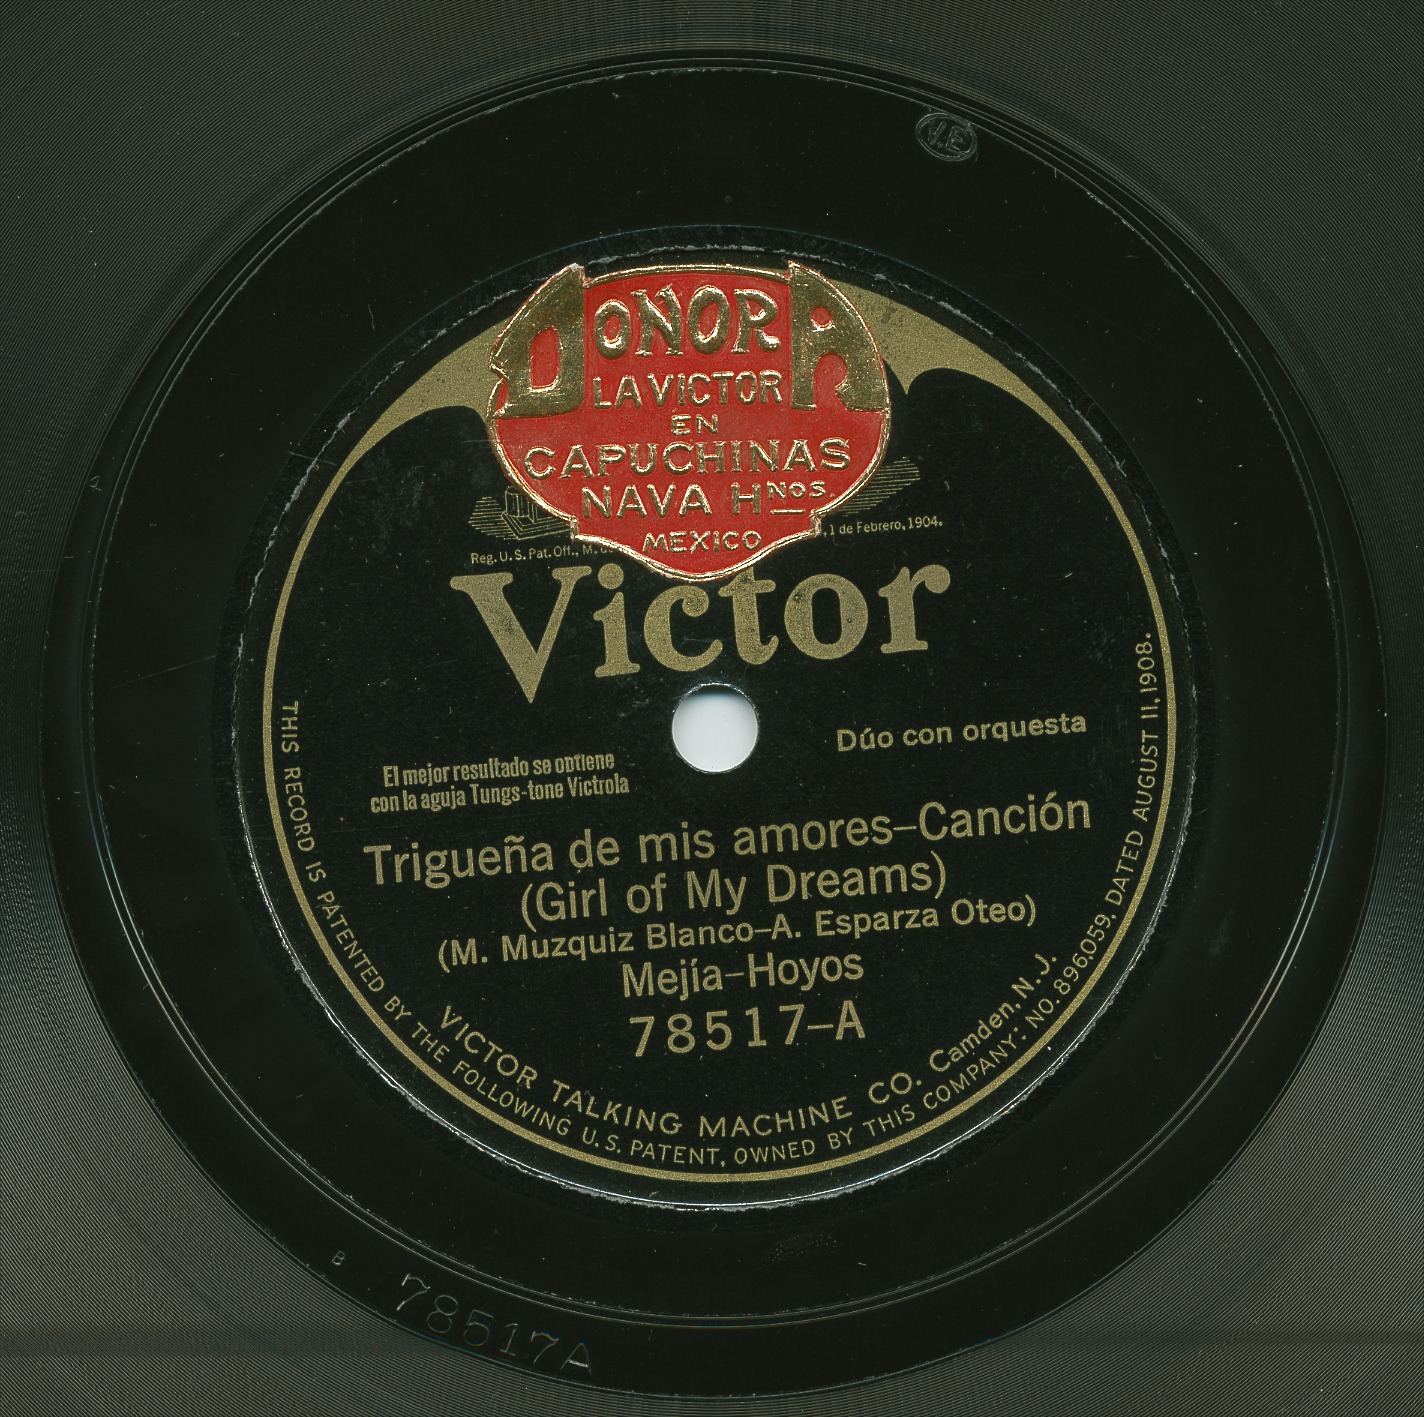 V.E
DONORA
LA VICTOR
EN
CAPUCHINAS
NAVA HNOS.
MEXICO
Reg. U.S. Pat. Off., M. de
,1 de Febrero, 1904.
Victor
Dúo con orquesta
El mejor resultado se obtiene
con la aguja Tungs-tone Victrola
Trigueña de mis amores–Canción
(Girl of My Dreams)
(M. Muzquiz Blanco–A. Esparza Oteo)
Mejía–Hoyos
78517–A
VICTOR TALKING MACHINE CO. Camden, N. J.
THIS RECORD IS PATENTED BY THE FOLLOWING U.S. PATENT, OWNED BY THIS COMPANY: NO. 896,059. DATED AUGUST 11, 1908.
B 78517A